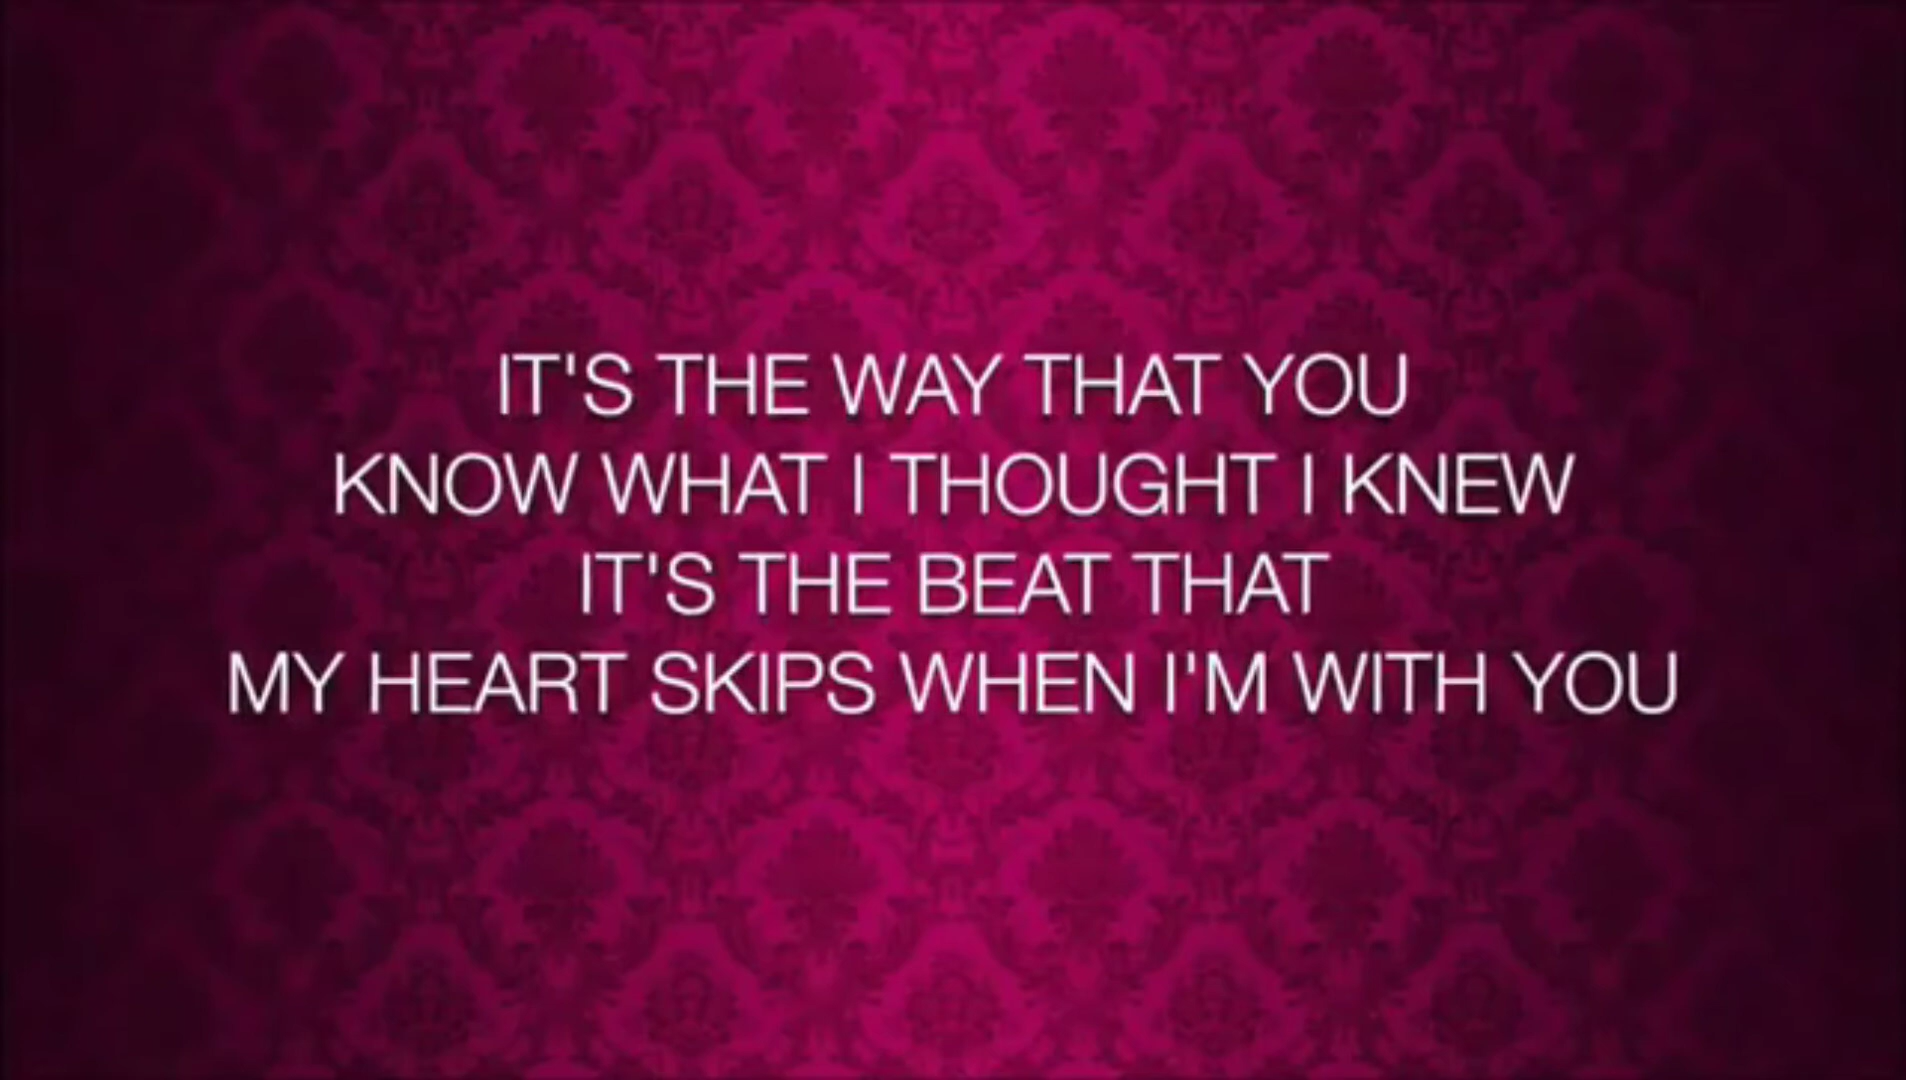 IT'S THE WAY THAT YOU
KNOW WHAT I THOUGHT I KNEW
IT'S THE BEAT THAT
MY HEART SKIPS WHEN I'M WITH YOU